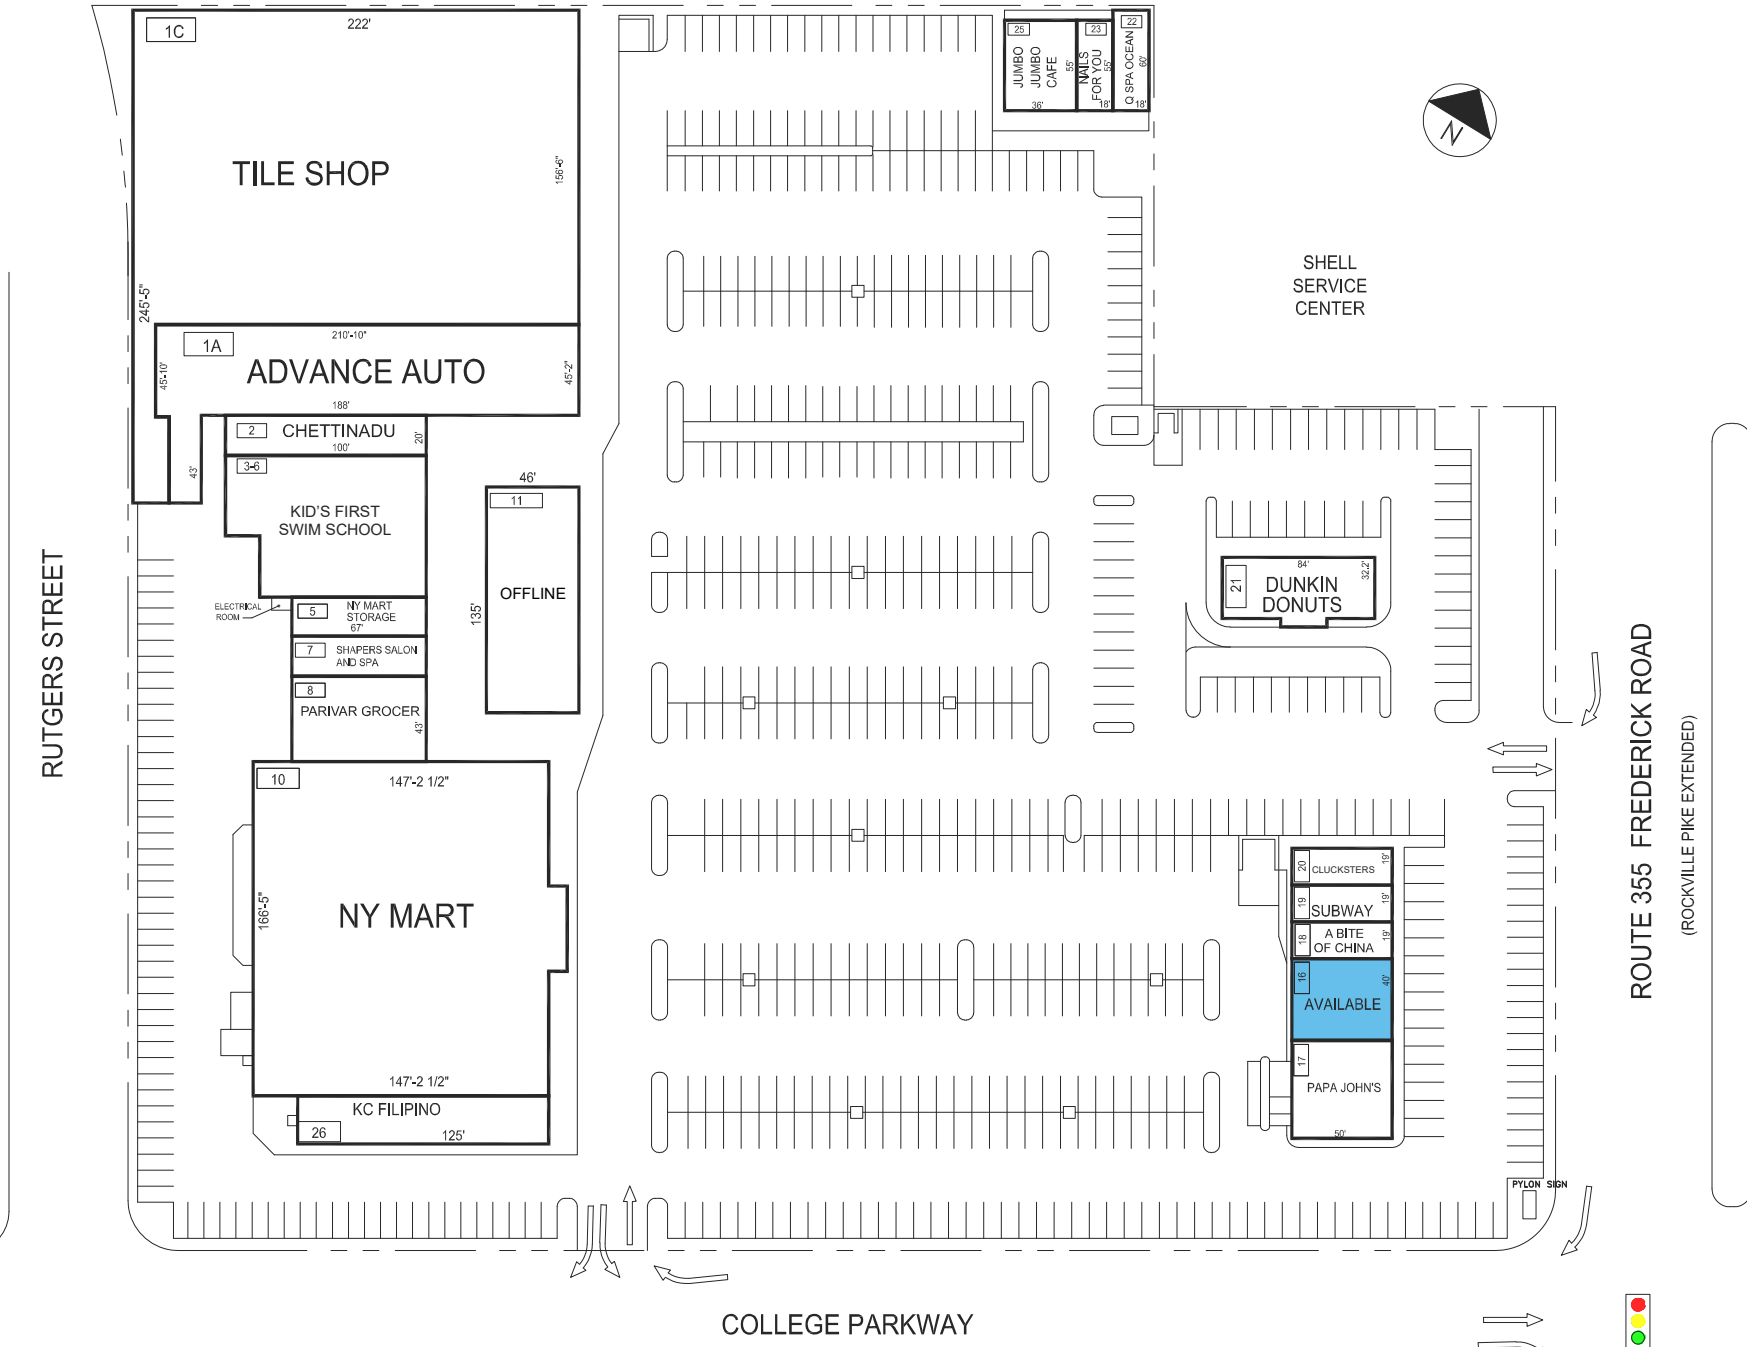 1C
222'
TILE SHOP
156'-6"
245'-5"
1A
210'-10"
ADVANCE AUTO
45'-10"
45'-2"
188'
43'
2
CHETTINADU
20'
100'
3-6
KID'S FIRST
SWIM SCHOOL
ELECTRICAL
ROOM
5
NY MART
STORAGE
67'
7
SHAPERS SALON
AND SPA
8
PARIVAR GROCER
43'
46'
11
OFFLINE
135'
10
147'-2 1/2"
NY MART
166'-5"
147'-2 1/2"
KC FILIPINO
26
125'
25
JUMBO
JUMBO
CAFE
55'
36'
23
NAILS
FOR YOU
55'
18'
22
Q SPA OCEAN
60'
18'
N
SHELL
SERVICE
CENTER
21
84'
32.2'
DUNKIN
DONUTS
20
CLUCKSTERS
19'
19
SUBWAY
19'
18
A BITE
OF CHINA
19'
16
AVAILABLE
40'
17
PAPA JOHN'S
50'
PYLON SIGN
RUTGERS STREET
ROUTE 355 FREDERICK ROAD
(ROCKVILLE PIKE EXTENDED)
COLLEGE PARKWAY